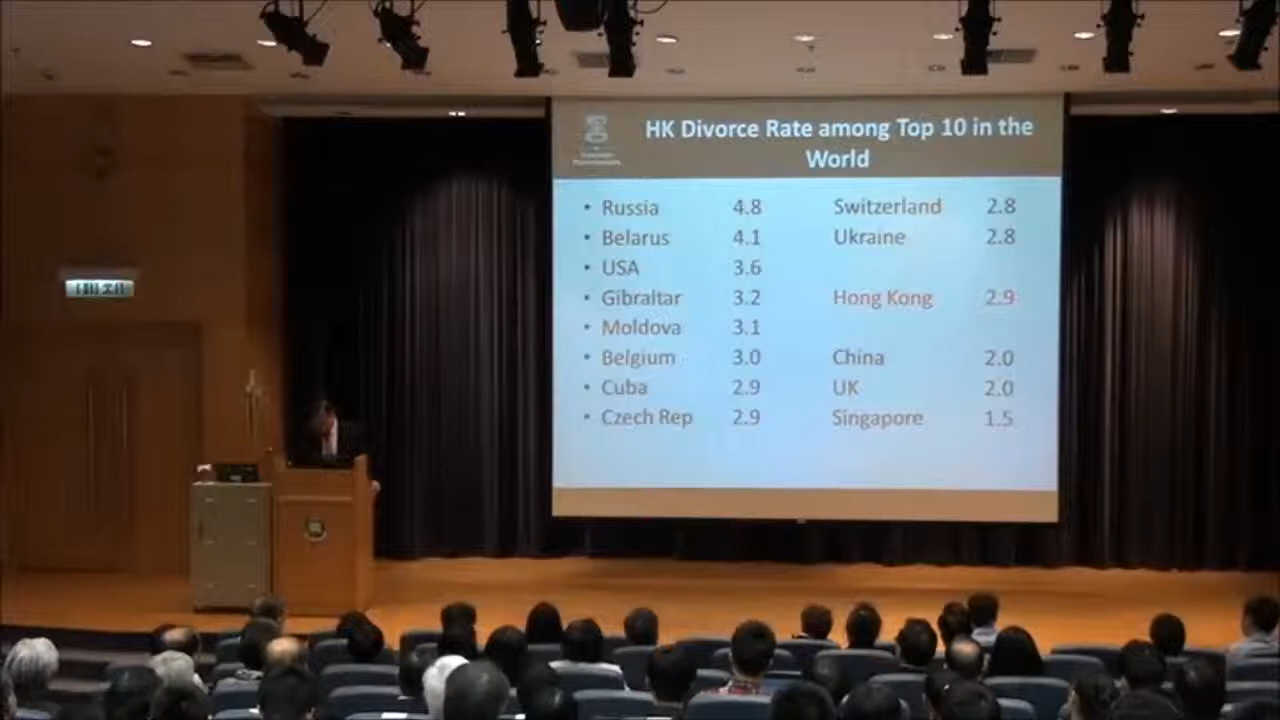 HK Divorce Rate among Top 10 in the
World
• Russia 4.8 Switzerland 2.8
• Belarus 4.1 Ukraine 2.8
• USA 3.6
• Gibraltar 3.2 Hong Kong 2.9
• Moldova 3.1
• Belgium 3.0 China 2.0
• Cuba 2.9 UK 2.0
• Czech Rep 2.9 Singapore 1.5